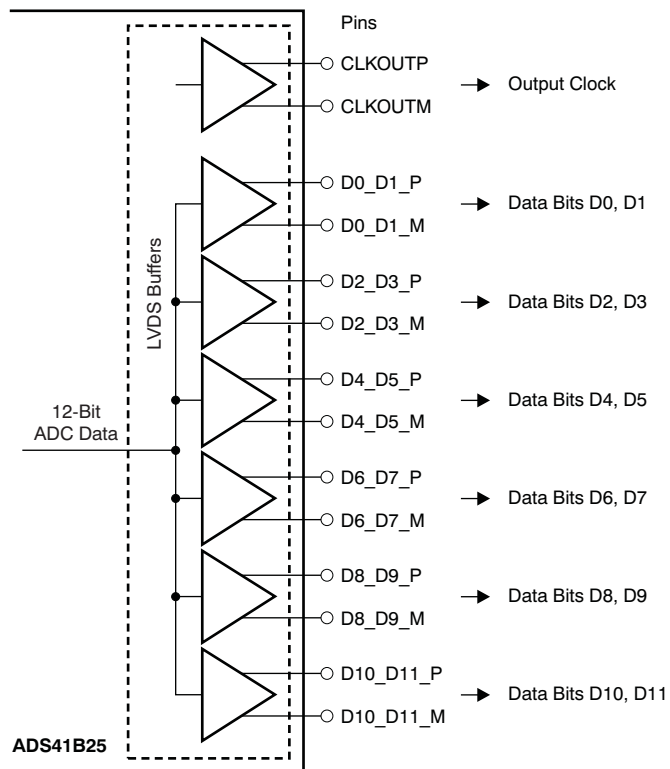 Pins
CLKOUTP
CLKOUTM
Output Clock
D0_D1_P
D0_D1_M
Data Bits D0, D1
LVDS Buffers
D2_D3_P
D2_D3_M
Data Bits D2, D3
D4_D5_P
D4_D5_M
Data Bits D4, D5
12-Bit
ADC Data
D6_D7_P
D6_D7_M
Data Bits D6, D7
D8_D9_P
D8_D9_M
Data Bits D8, D9
D10_D11_P
D10_D11_M
Data Bits D10, D11
ADS41B25